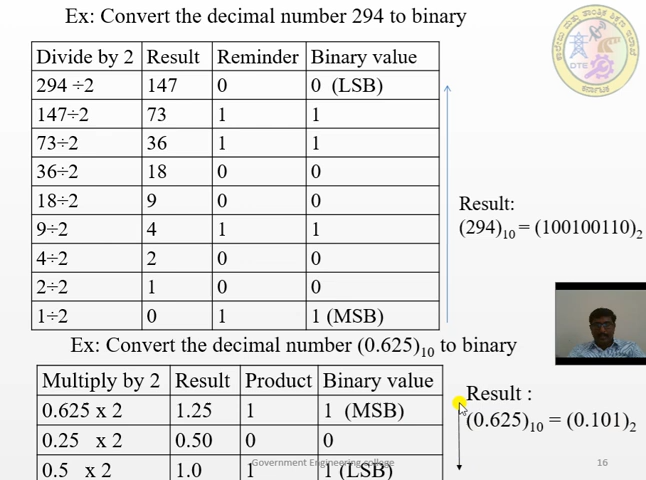 Ex: Convert the decimal number 294 to binary
Divide by 2 Result Reminder Binary value
294 ÷2 147 0 0 (LSB)
147÷2 73 1 1
73÷2 36 1 1
36÷2 18 0 0
18÷2 9 0 0
9÷2 4 1 1
4÷2 2 0 0
2÷2 1 0 0
1÷2 0 1 1 (MSB)
Result:
(294)₁₀ = (100100110)₂
Ex: Convert the decimal number (0.625)₁₀ to binary
Multiply by 2 Result Product Binary value
0.625 x 2 1.25 1 1 (MSB)
0.25 x 2 0.50 0 0
0.5 x 2 1.0 1 1 (LSB)
Result :
(0.625)₁₀ = (0.101)₂
Government Engineering college
16
DTE